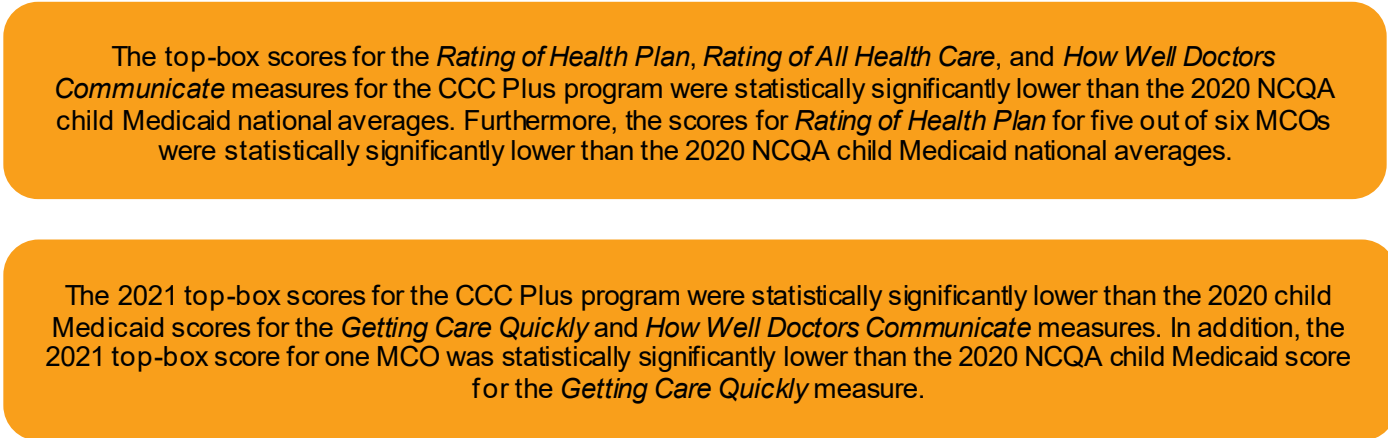 The top-box scores for the Rating of Health Plan, Rating of All Health Care, and How Well Doctors
Communicate measures for the CCC Plus program were statistically significantly lower than the 2020 NCQA
child Medicaid national averages. Furthermore, the scores for Rating of Health Plan for five out of six MCOs
were statistically significantly lower than the 2020 NCQA child Medicaid national averages.
The 2021 top-box scores for the CCC Plus program were statistically significantly lower than the 2020 child
Medicaid scores for the Getting Care Quickly and How Well Doctors Communicate measures. In addition, the
2021 top-box score for one MCO was statistically significantly lower than the 2020 NCQA child Medicaid score
for the Getting Care Quickly measure.